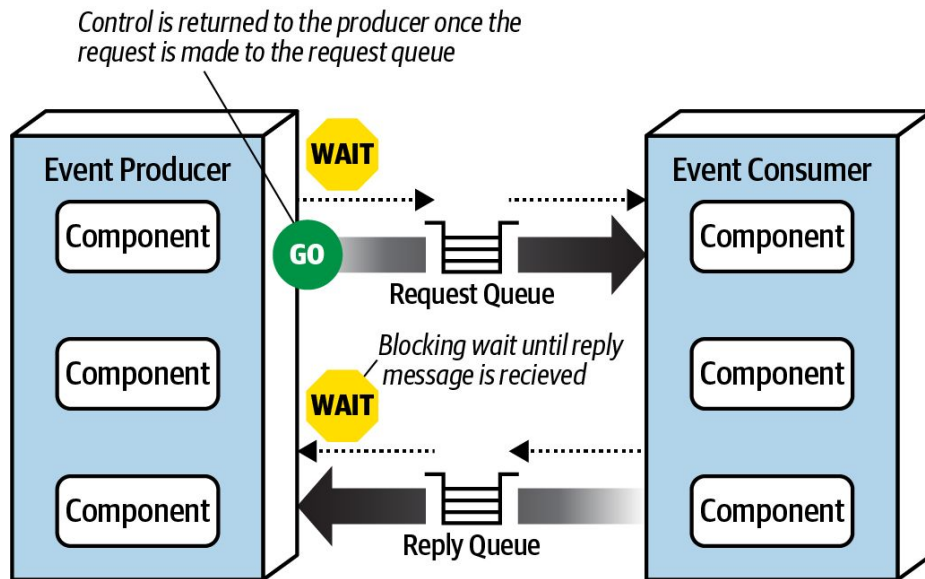 Control is returned to the producer once the
request is made to the request queue
WAIT
Event Producer
Event Consumer
Component
Component
GO
Request Queue
Blocking wait until reply
message is recieved
Component
Component
WAIT
Component
Component
Reply Queue